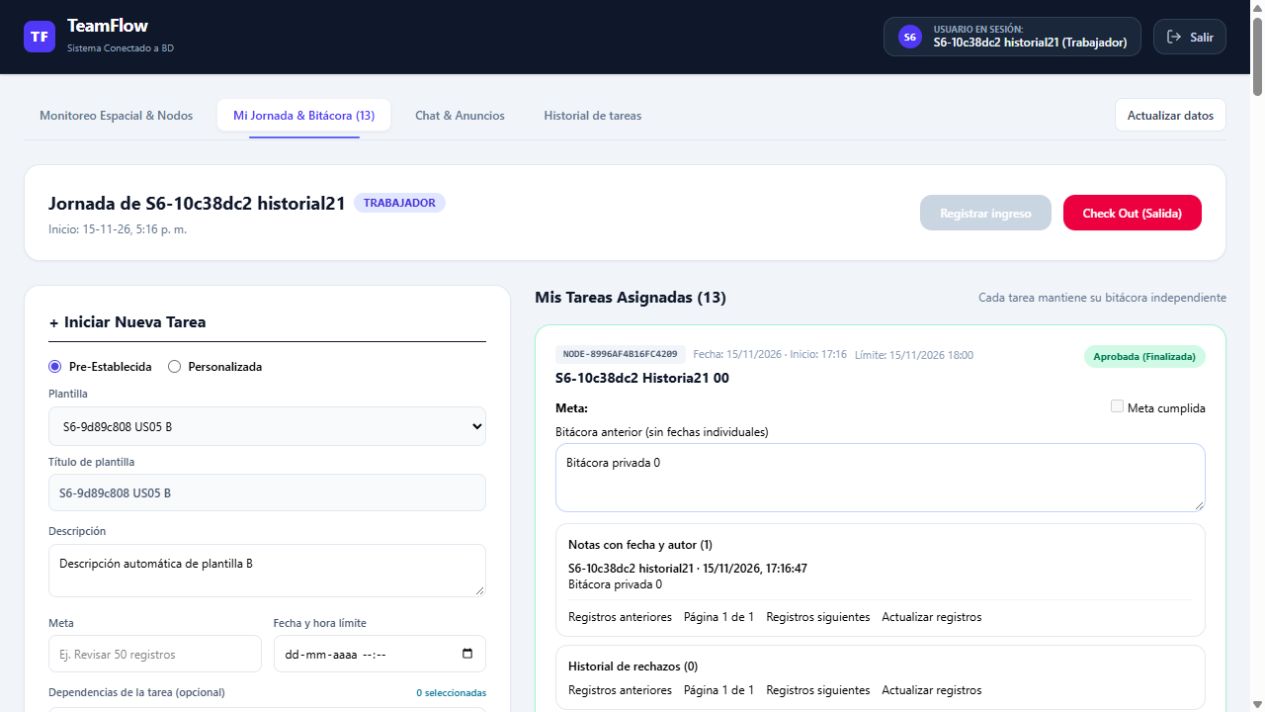 TF
TeamFlow
Sistema Conectado a BD
S6
USUARIO EN SESIÓN:
S6-10c38dc2 historial21 (Trabajador)
Salir
Monitoreo Espacial & Nodos
Mi Jornada & Bitácora (13)
Chat & Anuncios
Historial de tareas
Actualizar datos
Jornada de S6-10c38dc2 historial21
TRABAJADOR
Inicio: 15-11-26, 5:16 p. m.
Registrar ingreso
Check Out (Salida)
+ Iniciar Nueva Tarea
Pre-Establecida
Personalizada
Plantilla
S6-9d89c808 US05 B
Título de plantilla
S6-9d89c808 US05 B
Descripción
Descripción automática de plantilla B
Meta
Fecha y hora límite
Ej. Revisar 50 registros
dd-mm-aaaa --:--
Dependencias de la tarea (opcional)
0 seleccionadas
Mis Tareas Asignadas (13)
Cada tarea mantiene su bitácora independiente
NODE-8996AF4B16FC4209
Fecha: 15/11/2026 · Inicio: 17:16
Límite: 15/11/2026 18:00
Aprobada (Finalizada)
S6-10c38dc2 Historia21 00
Meta:
Meta cumplida
Bitácora anterior (sin fechas individuales)
Bitácora privada 0
Notas con fecha y autor (1)
S6-10c38dc2 historial21 · 15/11/2026, 17:16:47
Bitácora privada 0
Registros anteriores
Página 1 de 1
Registros siguientes
Actualizar registros
Historial de rechazos (0)
Registros anteriores
Página 1 de 1
Registros siguientes
Actualizar registros